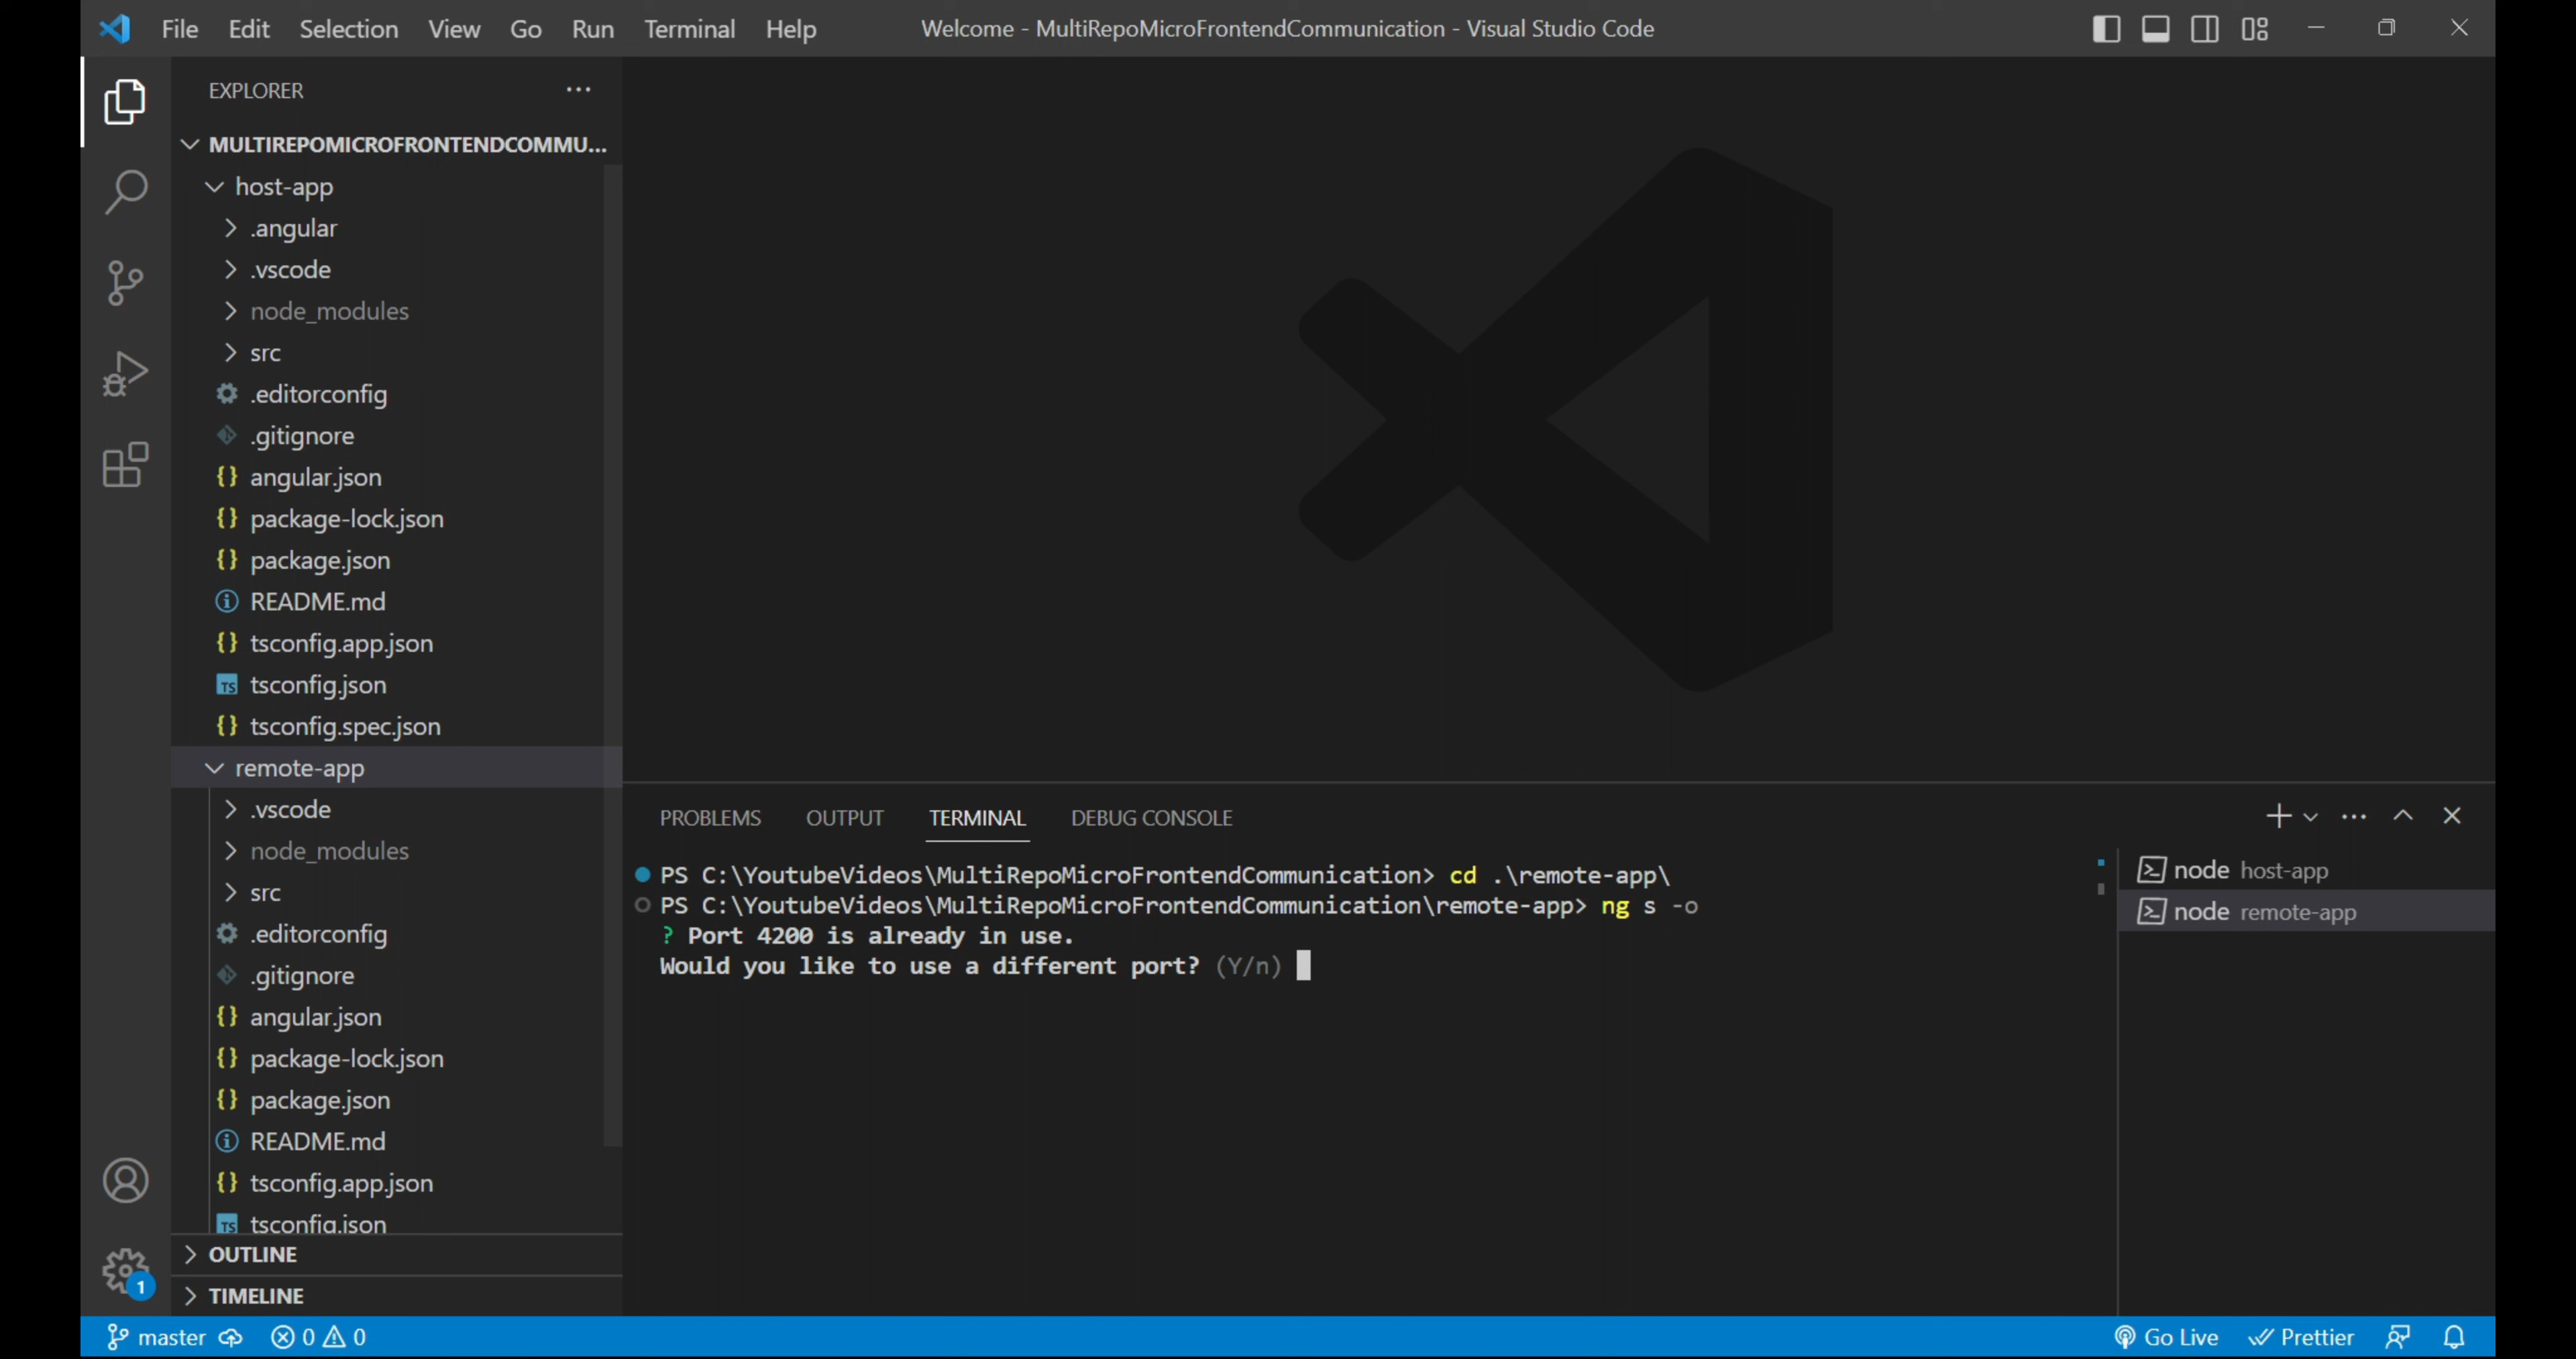 File Edit Selection View Go Run Terminal Help
Welcome - MultiRepoMicroFrontendCommunication - Visual Studio Code
EXPLORER
MULTIREPOMICROFRONTENDCOMMU...
host-app
.angular
.vscode
node_modules
src
.editorconfig
.gitignore
angular.json
package-lock.json
package.json
README.md
tsconfig.app.json
TS tsconfig.json
tsconfig.spec.json
remote-app
.vscode
node_modules
src
.editorconfig
.gitignore
angular.json
package-lock.json
package.json
README.md
tsconfig.app.json
TS tsconfig.json
OUTLINE
TIMELINE
1
PROBLEMS OUTPUT TERMINAL DEBUG CONSOLE
PS C:\YoutubeVideos\MultiRepoMicroFrontendCommunication> cd .\remote-app\
PS C:\YoutubeVideos\MultiRepoMicroFrontendCommunication\remote-app> ng s -o
? Port 4200 is already in use.
Would you like to use a different port? (Y/n)
node host-app
node remote-app
master 0 0
Go Live Prettier